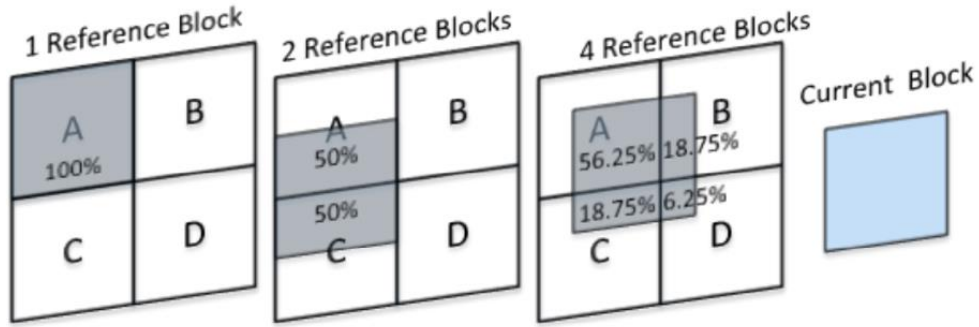 1 Reference Block
A
100%
B
C
D
2 Reference Blocks
A
50%
B
50%
C
D
4 Reference Blocks
A
B
56.25% 18.75%
18.75% 6.25%
C
D
Current Block